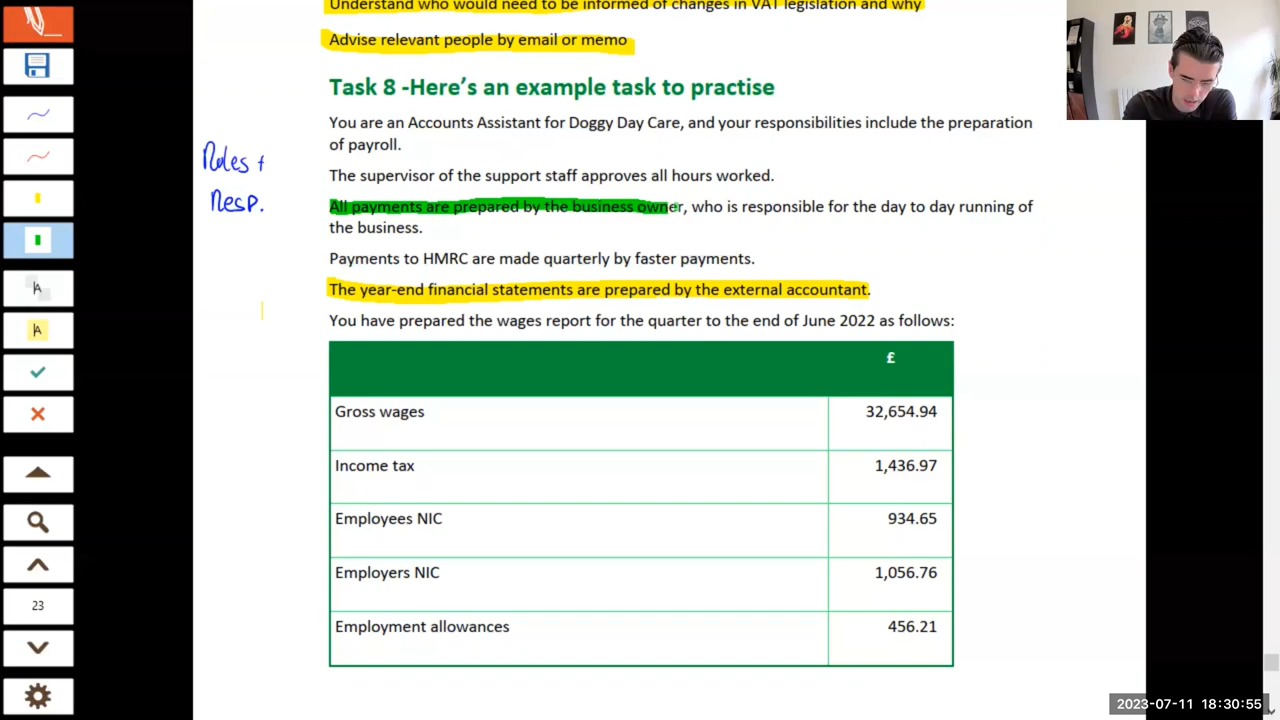 Understand who would need to be informed of changes in VAT legislation and why
Advise relevant people by email or memo
Task 8 -Here's an example task to practise
You are an Accounts Assistant for Doggy Day Care, and your responsibilities include the preparation
of payroll.
Roles +
Resp.
The supervisor of the support staff approves all hours worked.
All payments are prepared by the business owner, who is responsible for the day to day running of
the business.
Payments to HMRC are made quarterly by faster payments.
The year-end financial statements are prepared by the external accountant.
You have prepared the wages report for the quarter to the end of June 2022 as follows:
£
Gross wages 32,654.94
Income tax 1,436.97
Employees NIC 934.65
Employers NIC 1,056.76
Employment allowances 456.21
A
A
23
2023-07-11 18:30:55